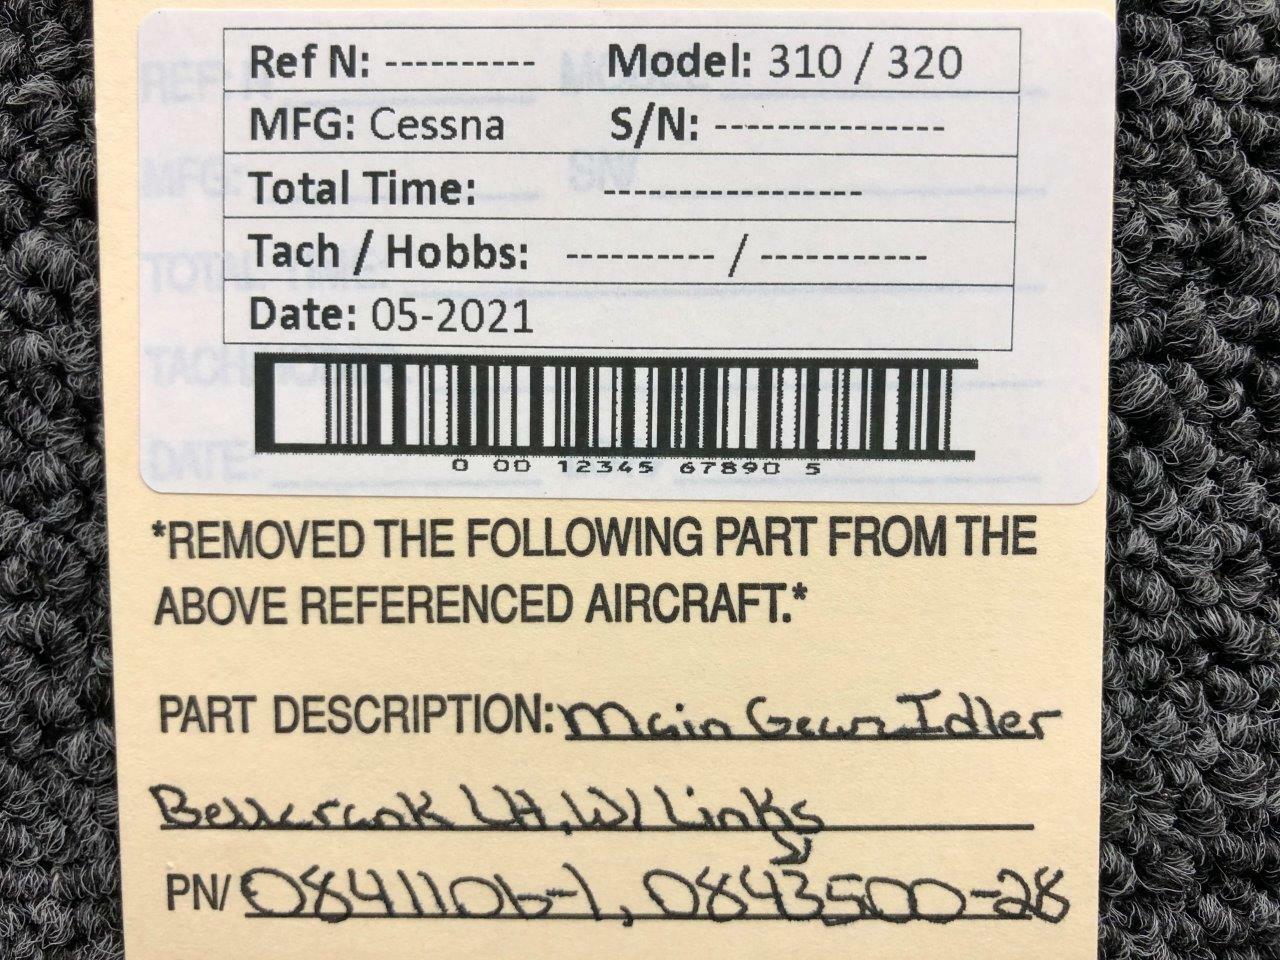 Ref N: ---------- Model: 310 / 320
MFG: Cessna S/N: ---------------
Total Time: -----------------
Tach / Hobbs: ---------- / -----------
Date: 05-2021
0 00 12345 67890 5
*REMOVED THE FOLLOWING PART FROM THE
ABOVE REFERENCED AIRCRAFT.*
PART DESCRIPTION: Main Gear Idler
Bellcrank LH, W/ Links
PN/ 0841106-1, 0843500-28